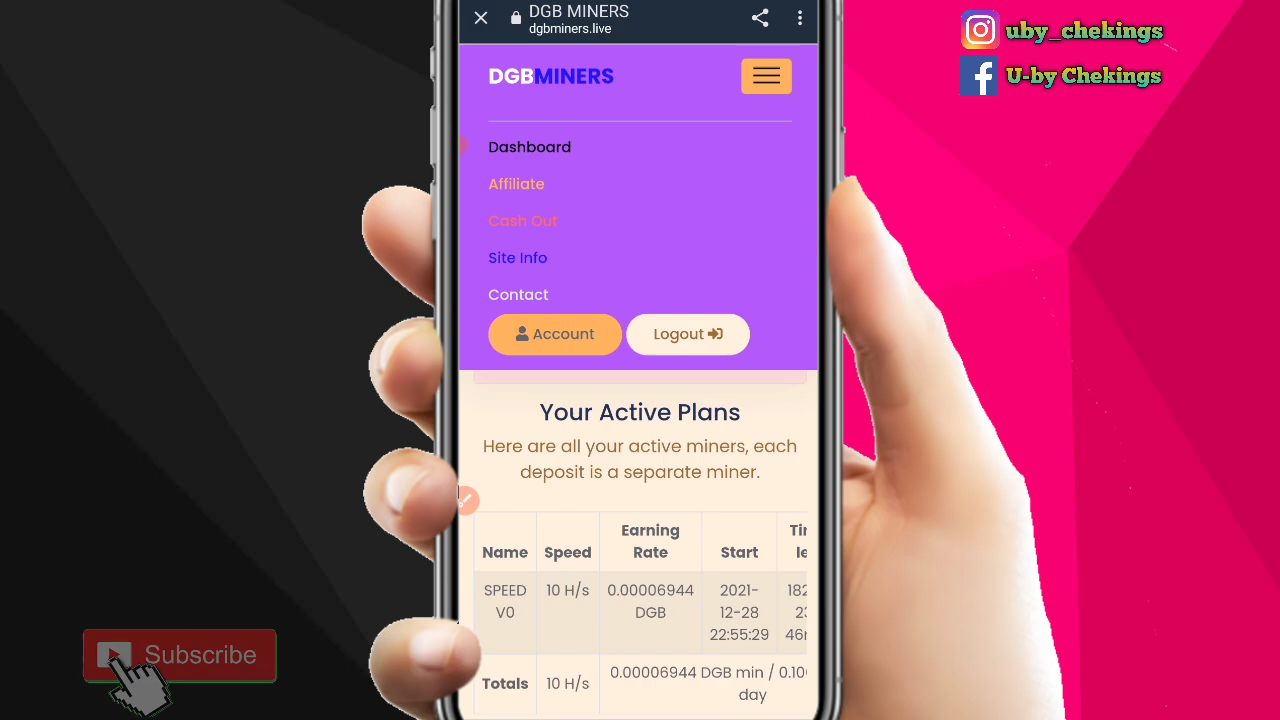 DGB MINERS
dgbminers.live
uby_chekings
U-by Chekings
DGBMINERS
Dashboard
Affiliate
Cash Out
Site Info
Contact
Account
Logout
Your Active Plans
Here are all your active miners, each
deposit is a separate miner.
Name Speed Earning Rate Start
SPEED V0 10 H/s 0.00006944 DGB 2021-12-28 22:55:29
Totals 10 H/s 0.00006944 DGB min / 0.10 day
Subscribe